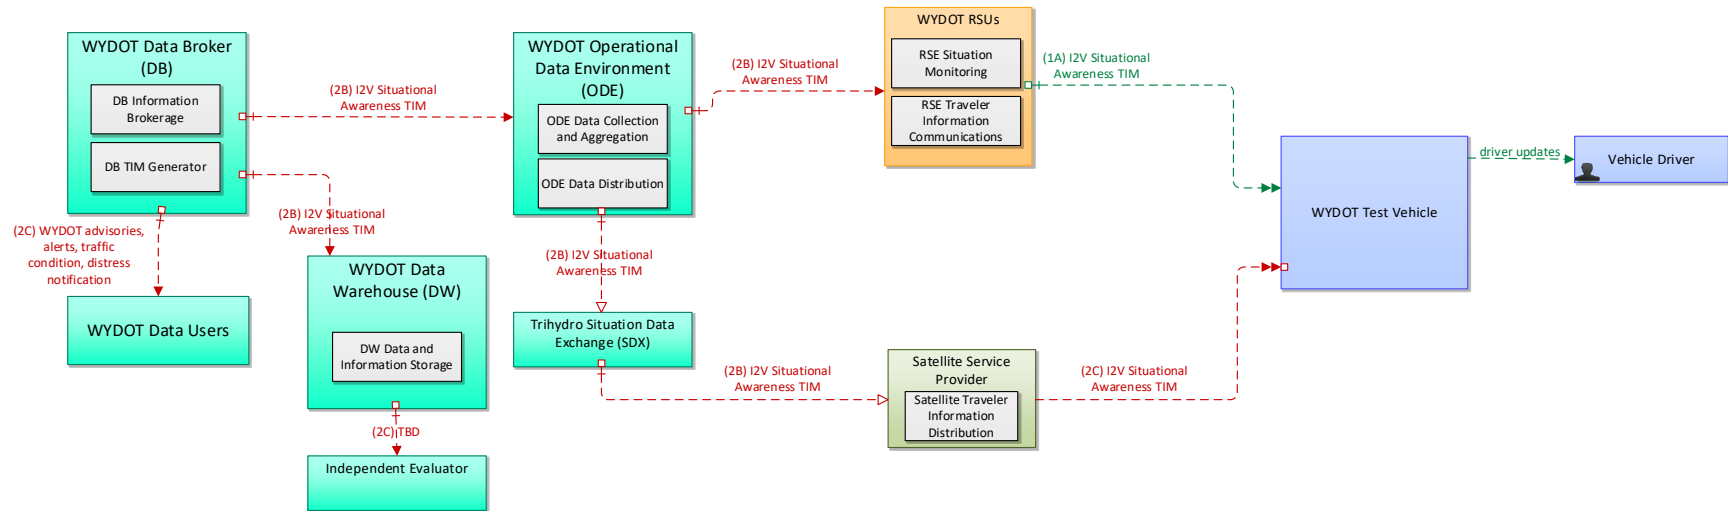 WYDOT Data Broker
(DB)
DB Information
Brokerage
DB TIM Generator
(2C) WYDOT advisories,
alerts, traffic
condition, distress
notification
WYDOT Data Users
(2B) I2V Situational
Awareness TIM
(2B) I2V Situational
Awareness TIM
WYDOT Data
Warehouse (DW)
DW Data and
Information Storage
(2C) TBD
Independent Evaluator
WYDOT Operational
Data Environment
(ODE)
ODE Data Collection
and Aggregation
ODE Data Distribution
(2B) I2V Situational
Awareness TIM
Trihydro Situation Data
Exchange (SDX)
(2B) I2V Situational
Awareness TIM
(2B) I2V Situational
Awareness TIM
WYDOT RSUs
RSE Situation
Monitoring
RSE Traveler
Information
Communications
Satellite Service
Provider
Satellite Traveler
Information
Distribution
(1A) I2V Situational
Awareness TIM
(2C) I2V Situational
Awareness TIM
WYDOT Test Vehicle
driver updates
Vehicle Driver